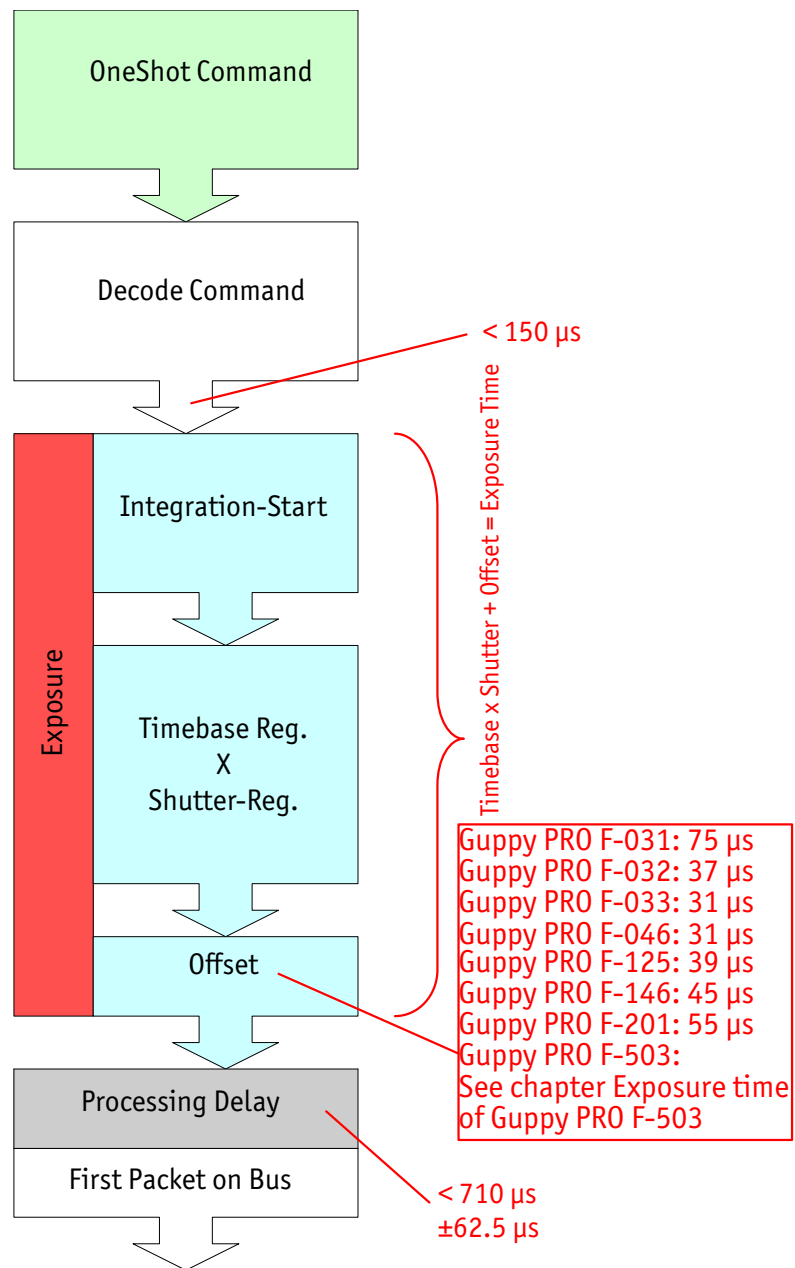 OneShot Command
Decode Command
< 150 µs
Timebase x Shutter + Offset = Exposure Time
Exposure
Integration-Start
Timebase Reg.
X
Shutter-Reg.
Offset
Guppy PRO F-031: 75 µs
Guppy PRO F-032: 37 µs
Guppy PRO F-033: 31 µs
Guppy PRO F-046: 31 µs
Guppy PRO F-125: 39 µs
Guppy PRO F-146: 45 µs
Guppy PRO F-201: 55 µs
Guppy PRO F-503:
See chapter Exposure time
of Guppy PRO F-503
Processing Delay
First Packet on Bus
< 710 µs
±62.5 µs